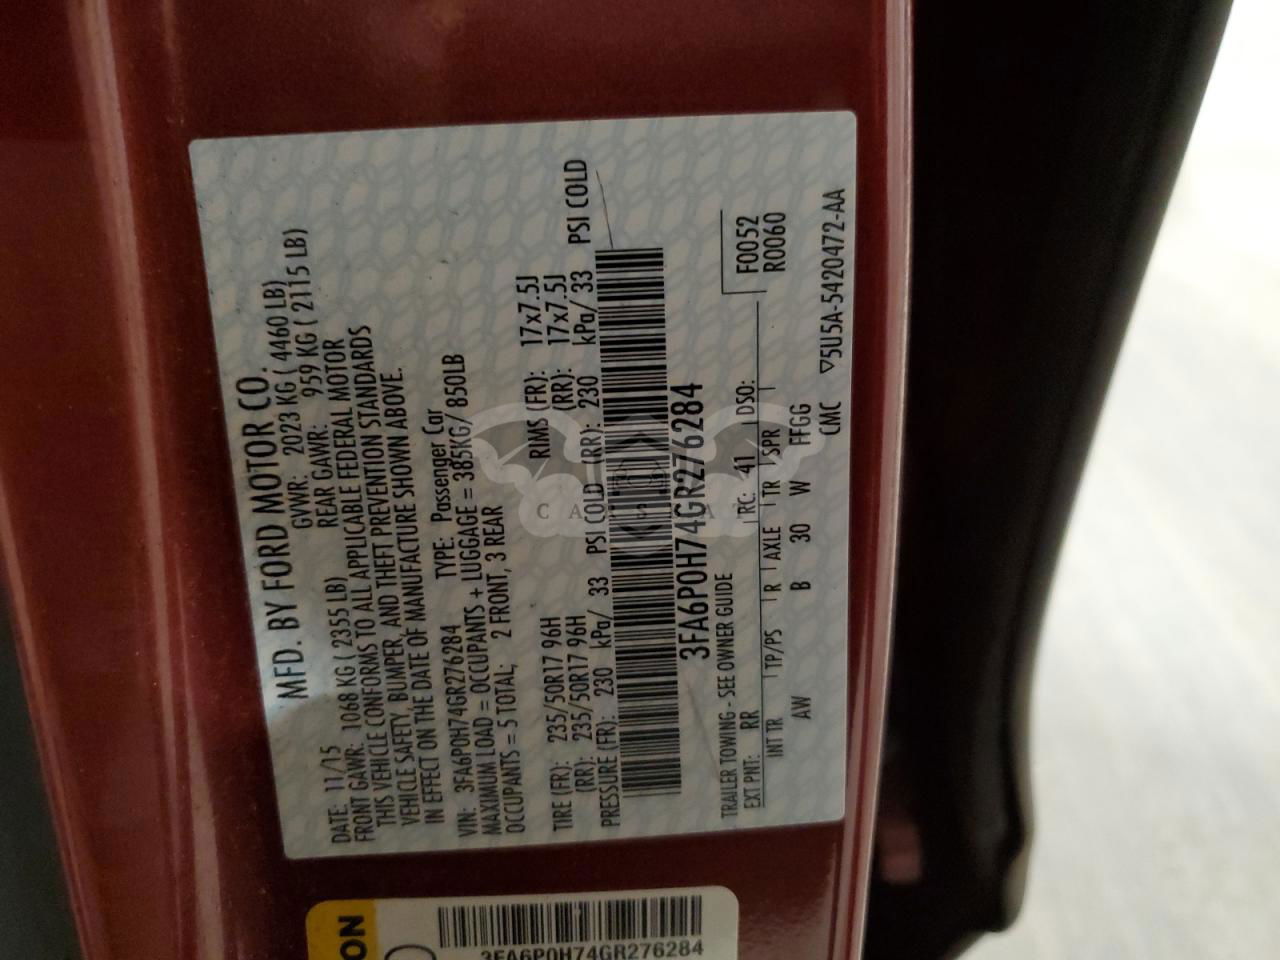 MFD. BY FORD MOTOR CO.
DATE: 11/15 GVWR: 2023 KG ( 4460 LB)
FRONT GAWR: 1068 KG ( 2355 LB) REAR GAWR: 959 KG ( 2115 LB)
THIS VEHICLE CONFORMS TO ALL APPLICABLE FEDERAL MOTOR
VEHICLE SAFETY, BUMPER, AND THEFT PREVENTION STANDARDS
IN EFFECT ON THE DATE OF MANUFACTURE SHOWN ABOVE.
VIN: 3FA6P0H74GR276284 TYPE: Passenger Car
MAXIMUM LOAD = OCCUPANTS + LUGGAGE = 385KG/ 850LB
OCCUPANTS = 5 TOTAL; 2 FRONT, 3 REAR
TIRE (FR): 235/50R17 96H RIMS (FR): 17x7.5J
(RR): 235/50R17 96H (RR): 17x7.5J
PRESSURE (FR): 230 kPa/ 33 PSI COLD (RR): 230 kPa/ 33 PSI COLD
3FA6P0H74GR276284
TRAILER TOWING - SEE OWNER GUIDE
F0052
R0060
EXT PNT: RR RC: 41 DSO:
INT TR TP/PS R AXLE TR SPR
AW B 30 W FFGG
CMC ▽5U5A-5420472-AA
ON
3FA6P0H74GR276284